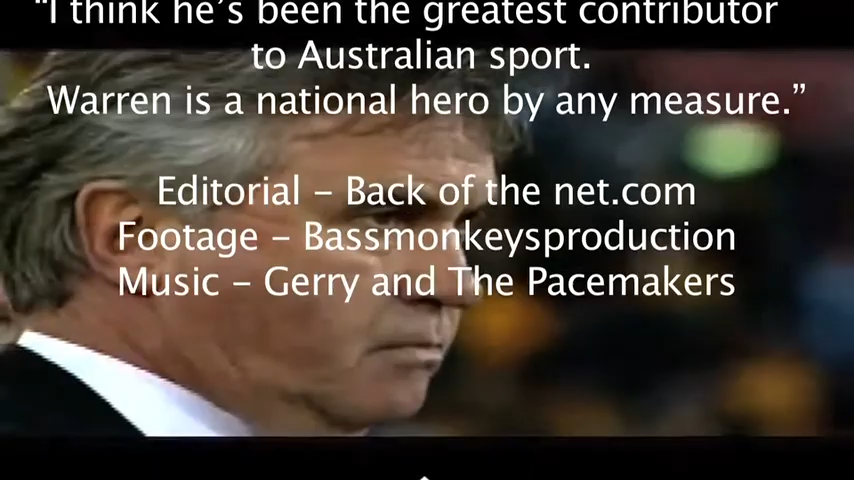 “I think he’s been the greatest contributor
to Australian sport.
Warren is a national hero by any measure.”
Editorial – Back of the net.com
Footage – Bassmonkeysproduction
Music – Gerry and The Pacemakers